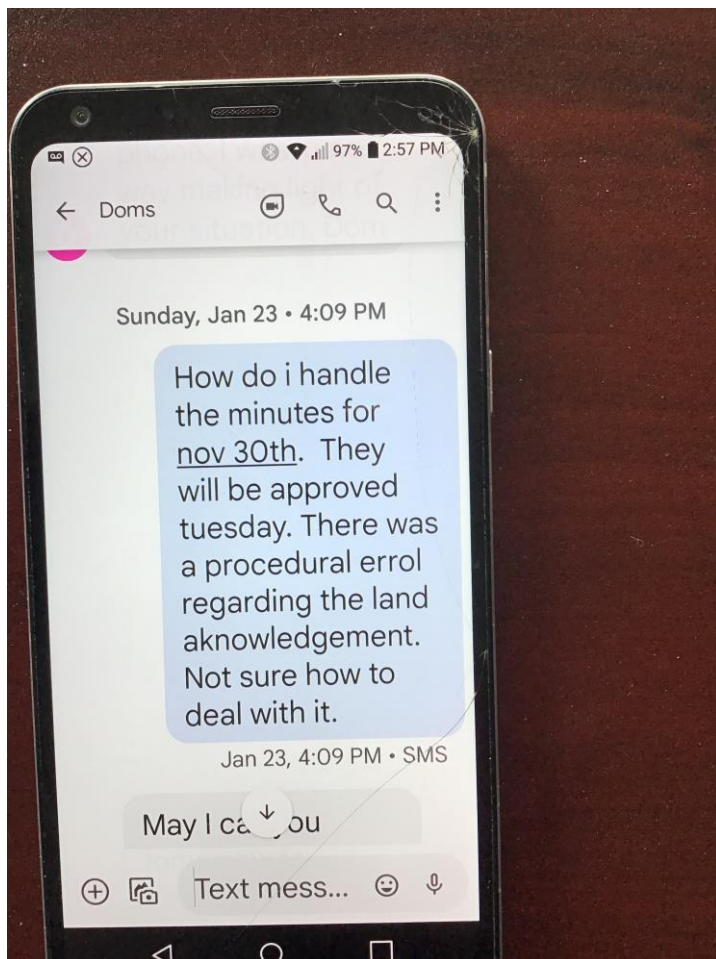 97% 2:57 PM
Doms
Sunday, Jan 23 • 4:09 PM
How do i handle
the minutes for
nov 30th. They
will be approved
tuesday. There was
a procedural errol
regarding the land
aknowledgement.
Not sure how to
deal with it.
Jan 23, 4:09 PM • SMS
May I you
Text mess...